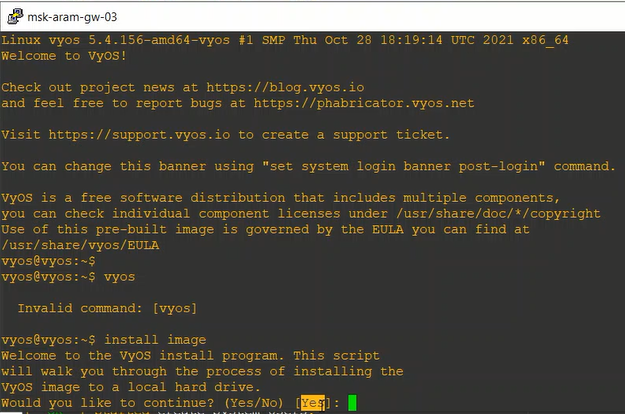 msk-aram-gw-03
Linux vyos 5.4.156-amd64-vyos #1 SMP Thu Oct 28 18:19:14 UTC 2021 x86_64
Welcome to VyOS!
Check out project news at https://blog.vyos.io
and feel free to report bugs at https://phabricator.vyos.net
Visit https://support.vyos.io to create a support ticket.
You can change this banner using "set system login banner post-login" command.
VyOS is a free software distribution that includes multiple components,
you can check individual component licenses under /usr/share/doc/*/copyright
Use of this pre-built image is governed by the EULA you can find at
/usr/share/vyos/EULA
vyos@vyos:~$
vyos@vyos:~$ vyos
Invalid command: [vyos]
vyos@vyos:~$ install image
Welcome to the VyOS install program. This script
will walk you through the process of installing the
VyOS image to a local hard drive.
Would you like to continue? (Yes/No) [Yes]: